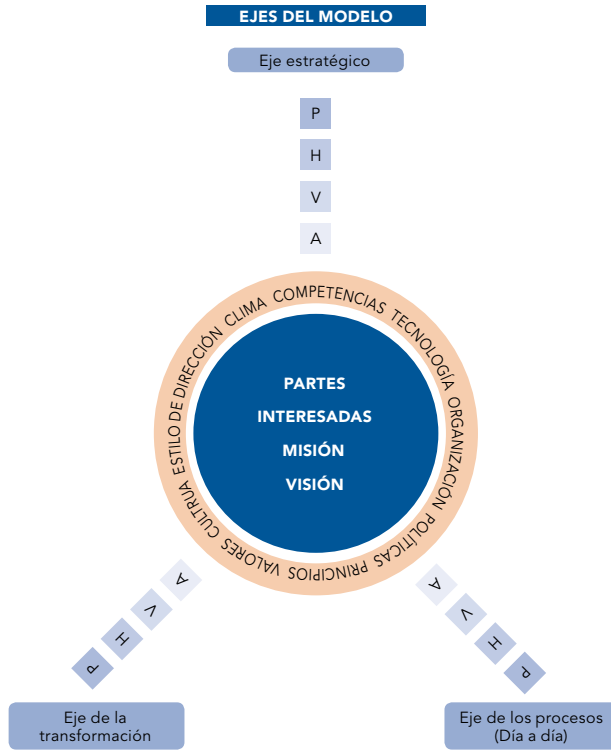 EJES DEL MODELO
Eje estratégico
P
H
V
A
ESTILO DE DIRECCIÓN CLIMA COMPETENCIAS TECNOLOGÍA ORGANIZACIÓN POLÍTICAS PRINCIPIOS VALORES CULTRUA
PARTES
INTERESADAS
MISIÓN
VISIÓN
A
V
H
P
Eje de la
transformación
A
V
H
P
Eje de los procesos
(Día a día)